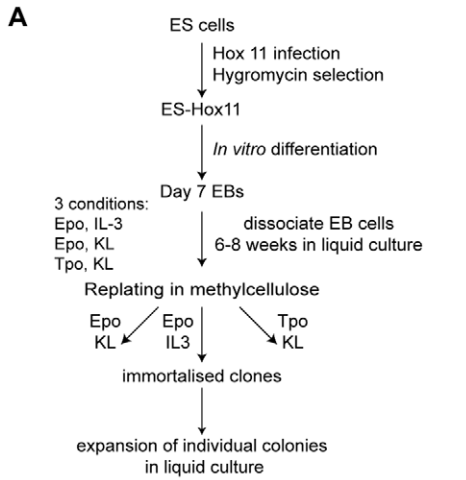 A
ES cells
Hox 11 infection
Hygromycin selection
ES-Hox11
In vitro differentiation
Day 7 EBs
3 conditions:
Epo, IL-3
Epo, KL
Tpo, KL
dissociate EB cells
6-8 weeks in liquid culture
Replating in methylcellulose
Epo
KL
Epo
IL3
Tpo
KL
immortalised clones
expansion of individual colonies
in liquid culture